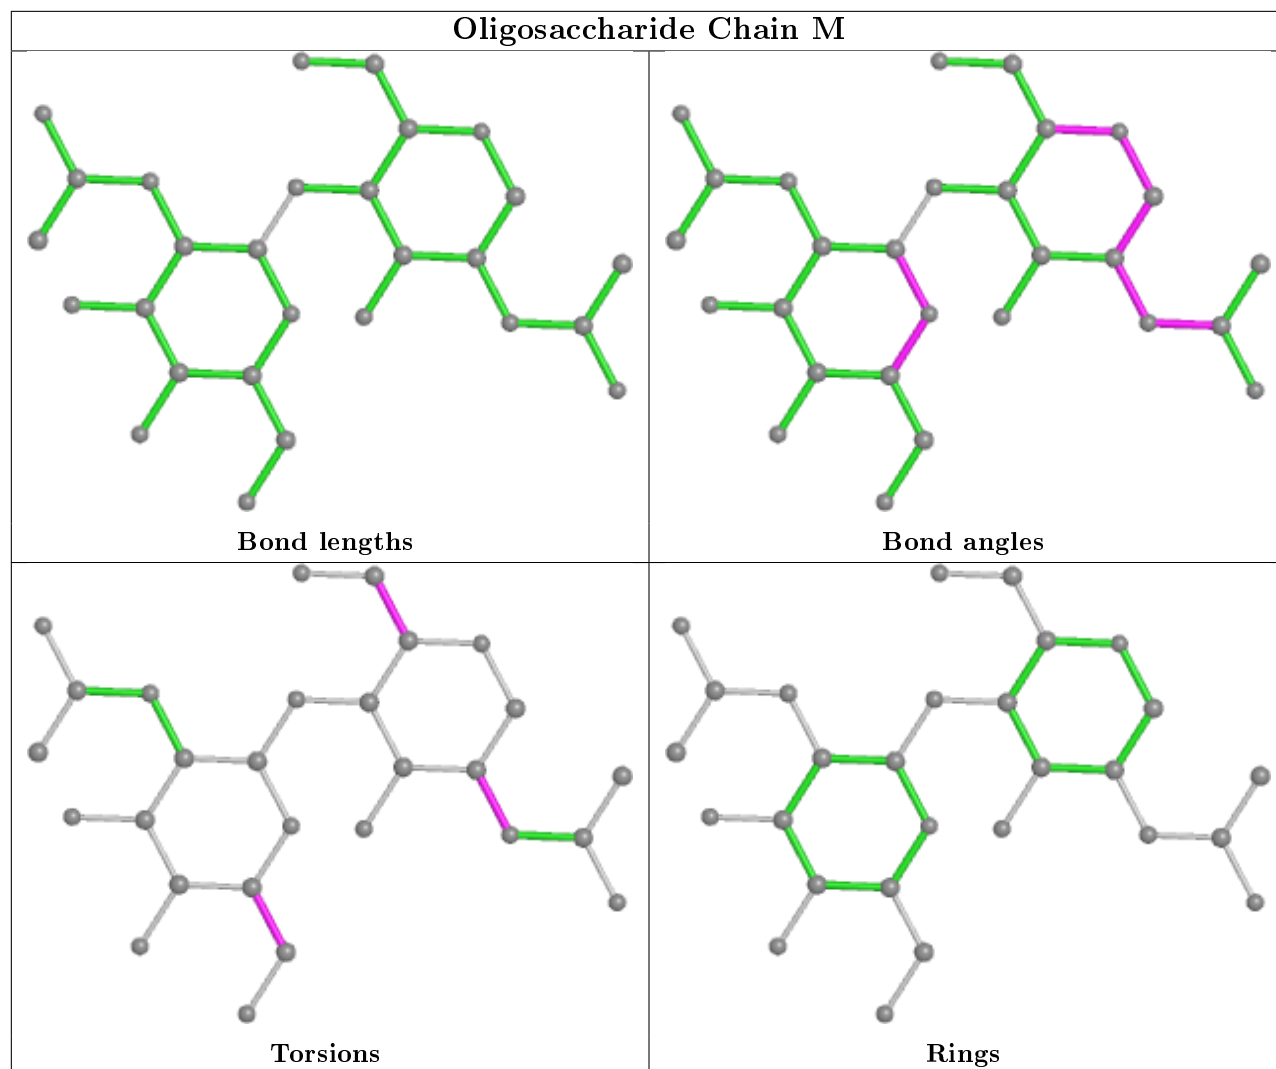 Oligosaccharide Chain M
Bond lengths
Bond angles
Torsions
Rings